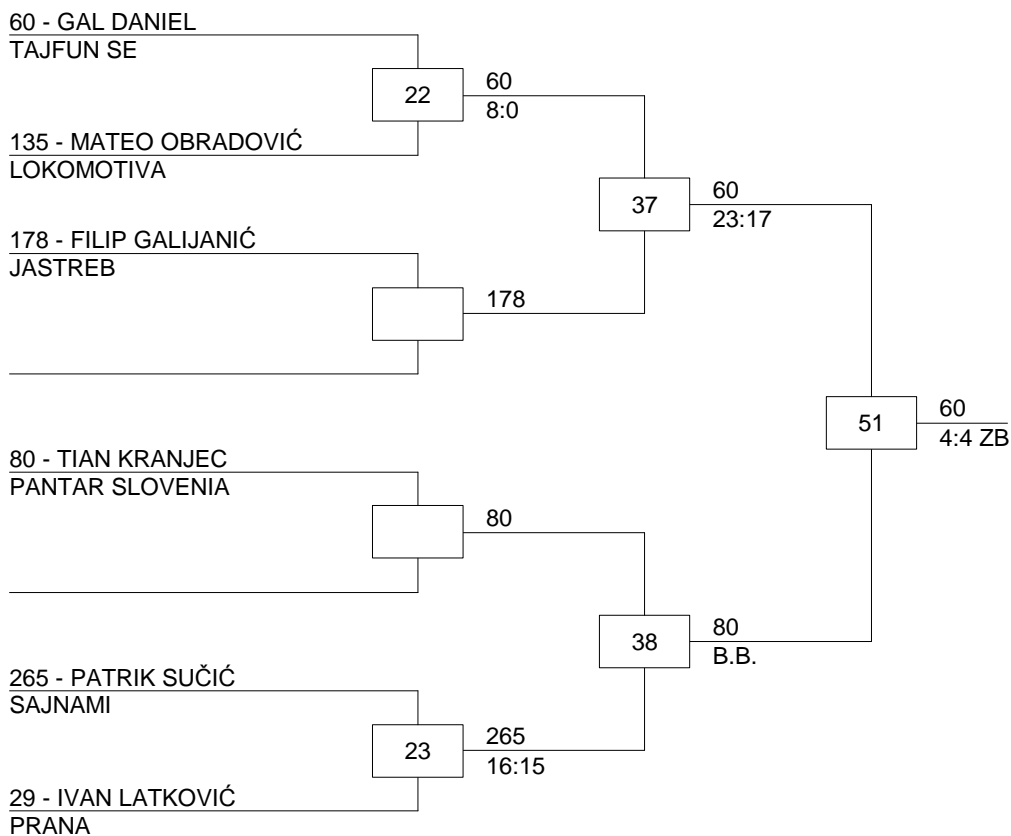 60 - GAL DANIEL
TAJFUN SE
22
60
8:0
135 - MATEO OBRADOVIĆ
LOKOMOTIVA
37
60
23:17
178 - FILIP GALIJANIĆ
JASTREB
178
51
60
4:4 ZB
80 - TIAN KRANJEC
PANTAR SLOVENIA
80
38
80
B.B.
265 - PATRIK SUČIĆ
SAJNAMI
23
265
16:15
29 - IVAN LATKOVIĆ
PRANA